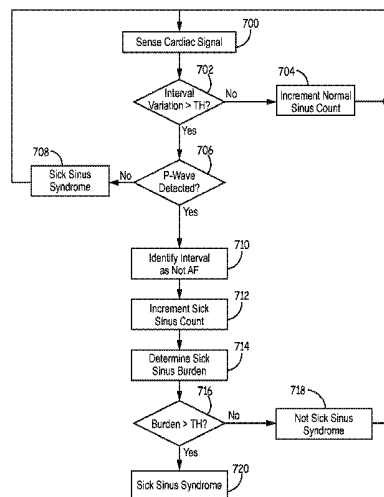 700
Sense Cardiac Signal
702
Interval
Variation > TH?
No
704
Increment Normal
Sinus Count
Yes
706
708
Sick Sinus
Syndrome
No
P-Wave
Detected?
Yes
710
Identify Interval
as Not AF
712
Increment Sick
Sinus Count
714
Determine Sick
Sinus Burden
716
Burden > TH?
No
718
Not Sick Sinus
Syndrome
Yes
Sick Sinus Syndrome
720